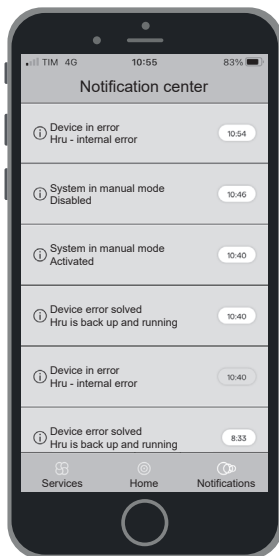 TIM 4G 10:55 83%
Notification center
Device in error
Hru - internal error
10:54
System in manual mode
Disabled
10:46
System in manual mode
Activated
10:40
Device error solved
Hru is back up and running
10:40
Device in error
Hru - internal error
10:40
Device error solved
Hru is back up and running
8:33
Services Home Notifications